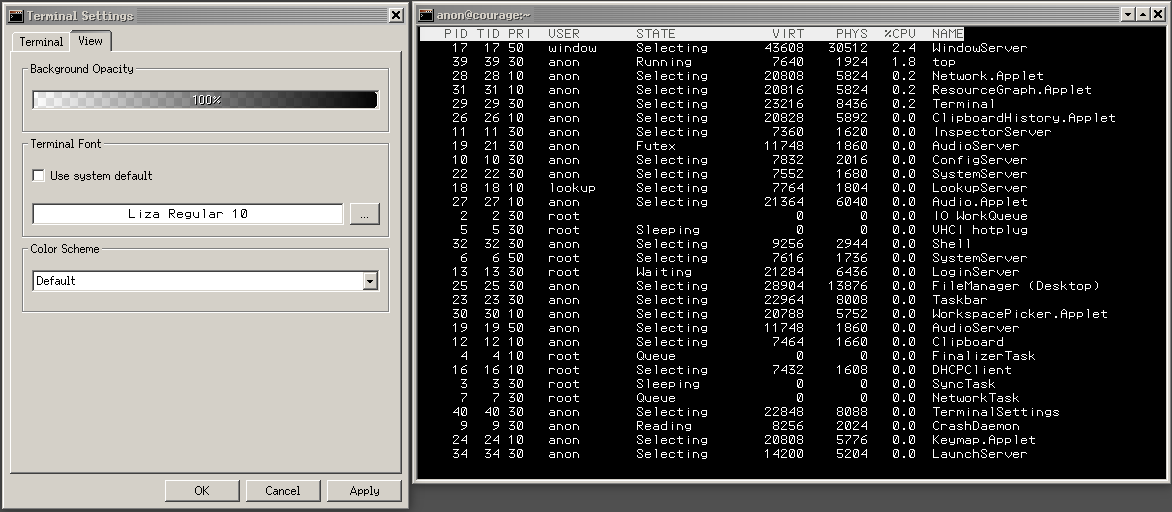 Terminal Settings
Terminal View
Background Opacity
100%
Terminal Font
Use system default
Liza Regular 10
...
Color Scheme
Default
OK Cancel Apply
anon@courage:~
PID TID PRI USER STATE VIRT PHYS %CPU NAME
17 17 50 window Selecting 43608 30512 2.4 WindowServer
39 39 30 anon Running 7640 1924 1.8 top
28 28 10 anon Selecting 20808 5824 0.2 Network.Applet
31 31 10 anon Selecting 20816 5824 0.2 ResourceGraph.Applet
29 29 30 anon Selecting 23216 8436 0.2 Terminal
26 26 10 anon Selecting 20828 5892 0.0 ClipboardHistory.Applet
11 11 30 anon Selecting 7360 1620 0.0 InspectorServer
19 21 30 anon Futex 11748 1860 0.0 AudioServer
10 10 30 anon Selecting 7832 2016 0.0 ConfigServer
22 22 30 anon Selecting 7552 1680 0.0 SystemServer
18 18 10 lookup Selecting 7764 1804 0.0 LookupServer
27 27 10 anon Selecting 21364 6040 0.0 Audio.Applet
2 2 30 root 0 0 0.0 IO WorkQueue
5 5 30 root Sleeping 0 0 0.0 UHCI hotplug
32 32 30 anon Selecting 9256 2944 0.0 Shell
6 6 50 root Selecting 7616 1736 0.0 SystemServer
13 13 30 root Waiting 21284 6436 0.0 LoginServer
25 25 30 anon Selecting 28904 13876 0.0 FileManager (Desktop)
23 23 30 anon Selecting 22964 8008 0.0 Taskbar
30 30 10 anon Selecting 20788 5752 0.0 WorkspacePicker.Applet
19 19 50 anon Selecting 11748 1860 0.0 AudioServer
12 12 10 anon Selecting 7464 1660 0.0 Clipboard
4 4 10 root Queue 0 0 0.0 FinalizerTask
16 16 10 root Selecting 7432 1608 0.0 DHCPClient
3 3 30 root Sleeping 0 0 0.0 SyncTask
7 7 30 root Queue 0 0 0.0 NetworkTask
40 40 30 anon Selecting 22848 8088 0.0 TerminalSettings
9 9 30 anon Reading 8256 2024 0.0 CrashDaemon
24 24 10 anon Selecting 20808 5776 0.0 Keymap.Applet
34 34 10 anon Selecting 14200 5204 0.0 LaunchServer